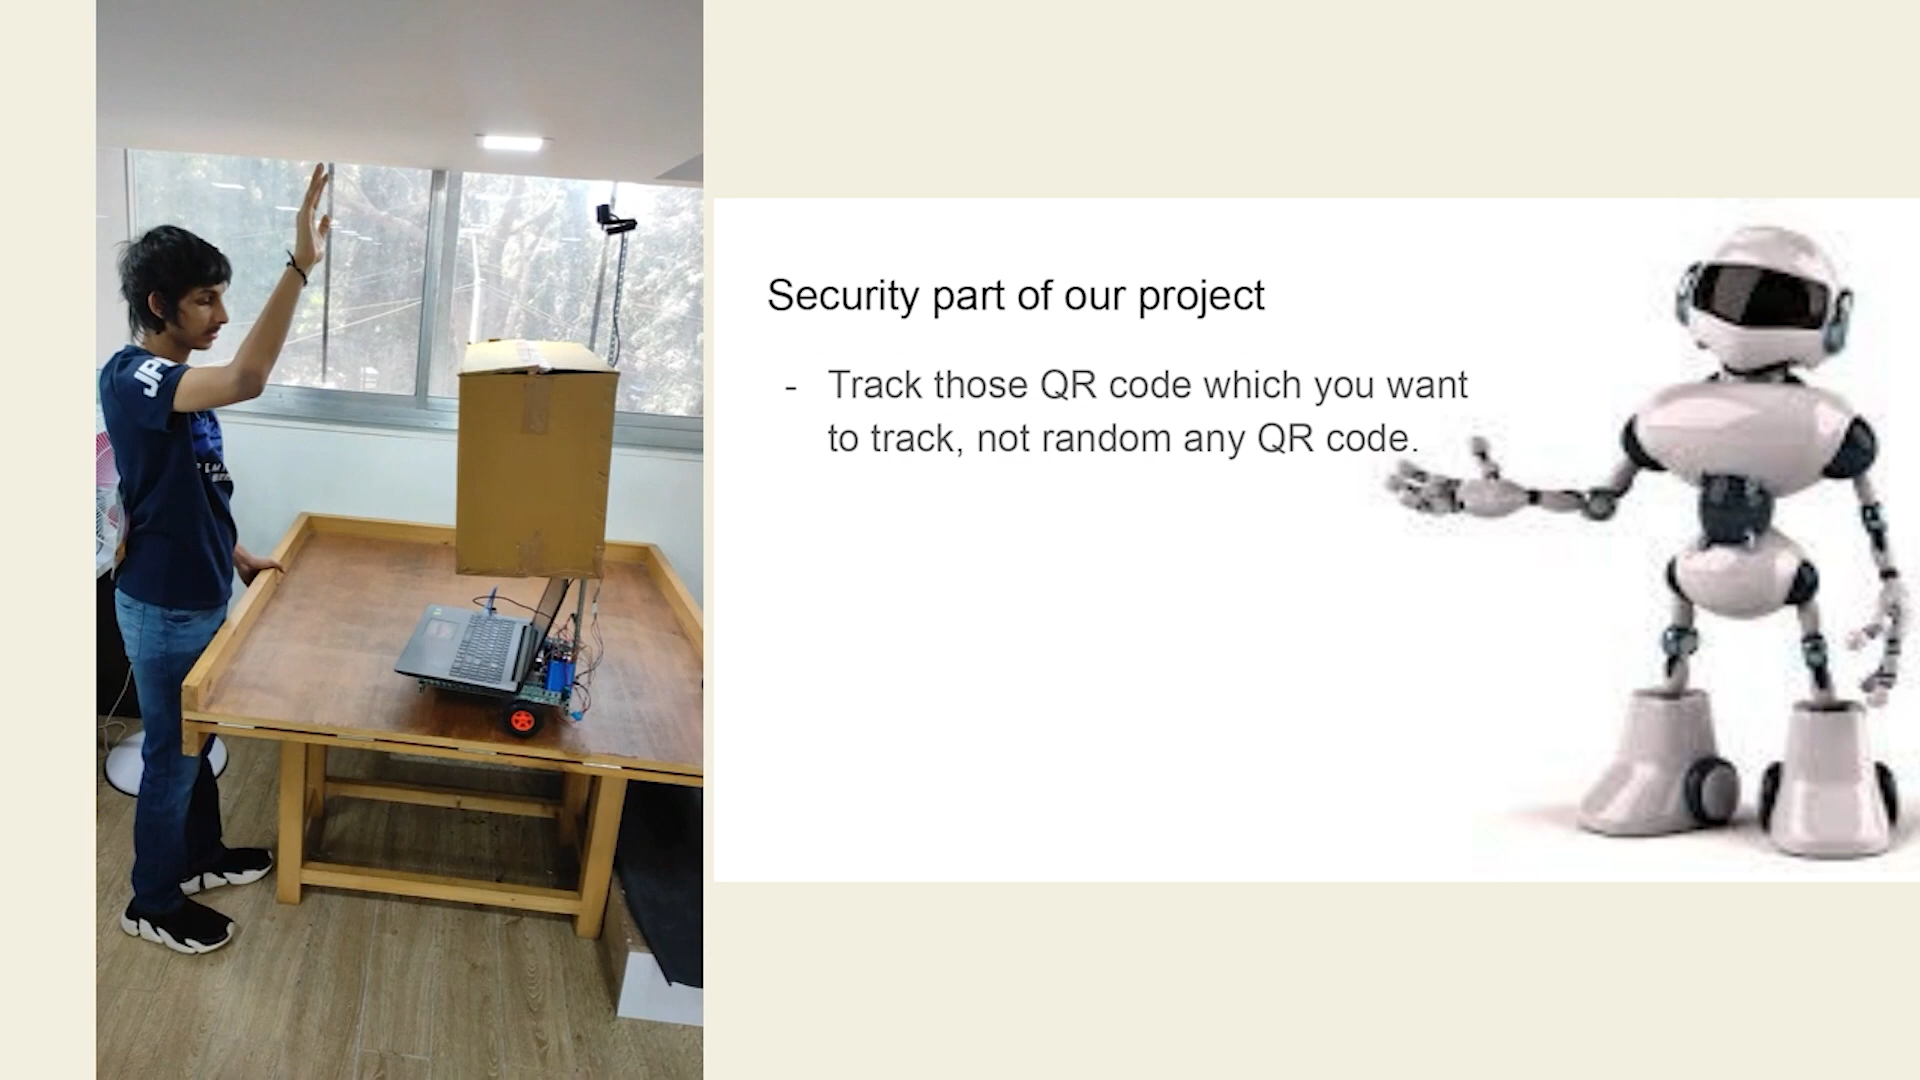 JP
Security part of our project
- Track those QR code which you want
to track, not random any QR code.